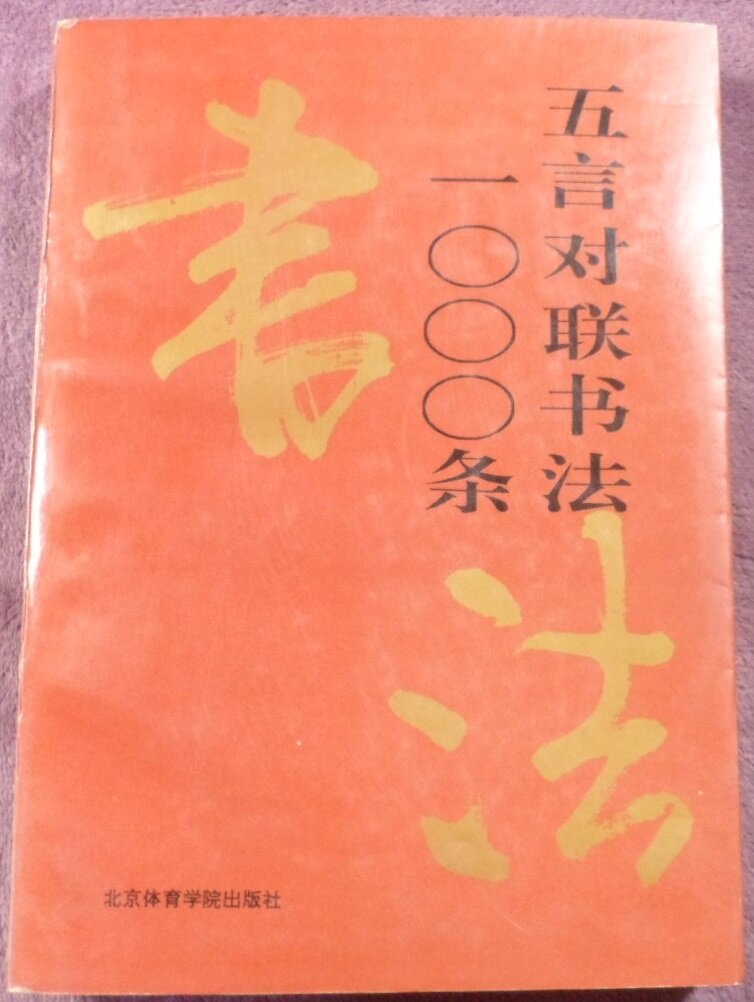 五言对联书法
一〇〇〇条
書
法
北京体育学院出版社